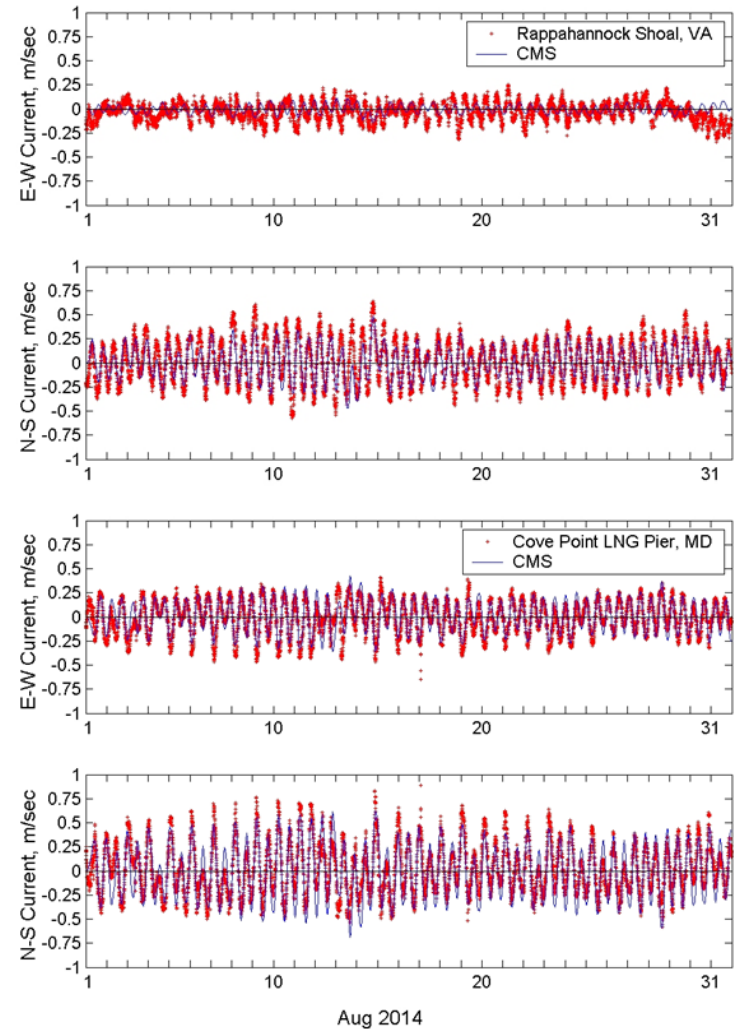 1
0.75
0.5
0.25
0
-0.25
-0.5
-0.75
-1
E-W Current, m/sec
Rappahannock Shoal, VA
CMS
1 10 20 31
1
0.75
0.5
0.25
0
-0.25
-0.5
-0.75
-1
N-S Current, m/sec
1 10 20 31
1
0.75
0.5
0.25
0
-0.25
-0.5
-0.75
-1
E-W Current, m/sec
Cove Point LNG Pier, MD
CMS
1 10 20 31
1
0.75
0.5
0.25
0
-0.25
-0.5
-0.75
-1
N-S Current, m/sec
1 10 20 31
Aug 2014